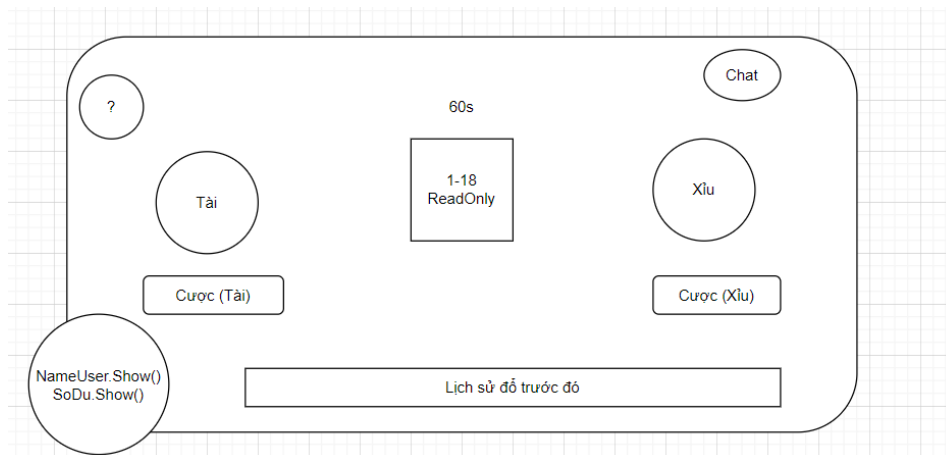 Chat
?
60s
1-18
ReadOnly
Tài
Xỉu
Cược (Tài)
Cược (Xỉu)
NameUser.Show()
SoDu.Show()
Lịch sử đổ trước đó